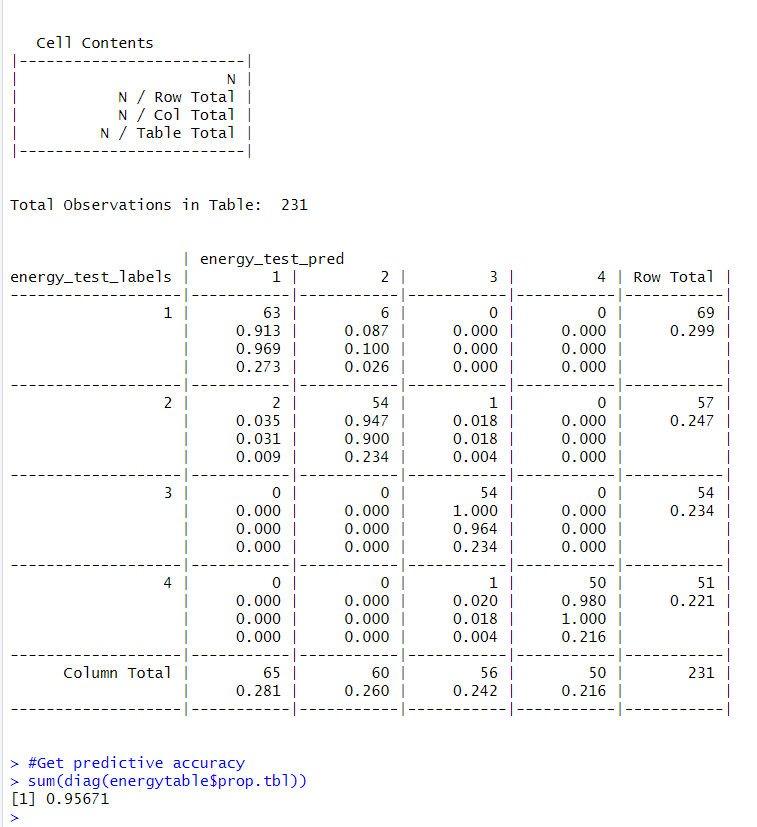 Cell Contents
|-------------------------|
|                       N |
|           N / Row Total |
|           N / Col Total |
|         N / Table Total |
|-------------------------|
Total Observations in Table:  231
                   | energy_test_pred
energy_test_labels |         1 |         2 |         3 |         4 | Row Total |
-------------------|-----------|-----------|-----------|-----------|-----------|
                 1 |        63 |         6 |         0 |         0 |        69 |
                   |     0.913 |     0.087 |     0.000 |     0.000 |     0.299 |
                   |     0.969 |     0.100 |     0.000 |     0.000 |           |
                   |     0.273 |     0.026 |     0.000 |     0.000 |           |
-------------------|-----------|-----------|-----------|-----------|-----------|
                 2 |         2 |        54 |         1 |         0 |        57 |
                   |     0.035 |     0.947 |     0.018 |     0.000 |     0.247 |
                   |     0.031 |     0.900 |     0.018 |     0.000 |           |
                   |     0.009 |     0.234 |     0.004 |     0.000 |           |
-------------------|-----------|-----------|-----------|-----------|-----------|
                 3 |         0 |         0 |        54 |         0 |        54 |
                   |     0.000 |     0.000 |     1.000 |     0.000 |     0.234 |
                   |     0.000 |     0.000 |     0.964 |     0.000 |           |
                   |     0.000 |     0.000 |     0.234 |     0.000 |           |
-------------------|-----------|-----------|-----------|-----------|-----------|
                 4 |         0 |         0 |         1 |        50 |        51 |
                   |     0.000 |     0.000 |     0.020 |     0.980 |     0.221 |
                   |     0.000 |     0.000 |     0.018 |     1.000 |           |
                   |     0.000 |     0.000 |     0.004 |     0.216 |           |
-------------------|-----------|-----------|-----------|-----------|-----------|
      Column Total |        65 |        60 |        56 |        50 |       231 |
                   |     0.281 |     0.260 |     0.242 |     0.216 |           |
-------------------|-----------|-----------|-----------|-----------|-----------|
> #Get predictive accuracy
> sum(diag(energytable$prop.tbl))
[1] 0.95671
>